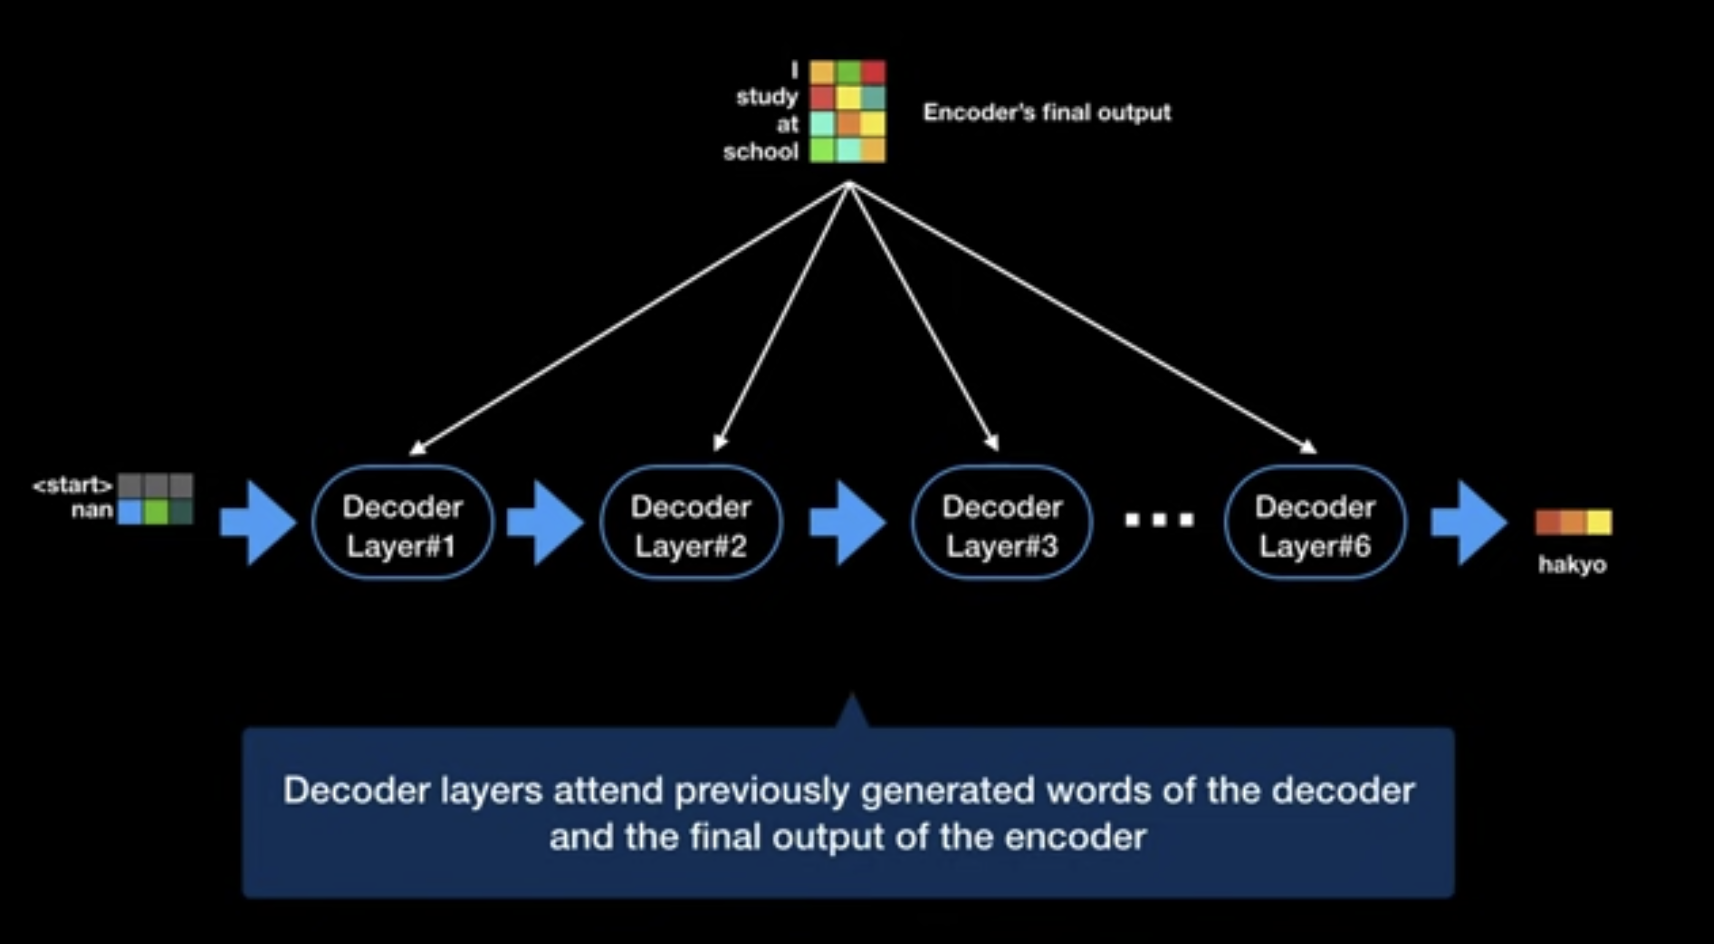 I
study
at
school
Encoder's final output
<start>
nan
Decoder
Layer#1
Decoder
Layer#2
Decoder
Layer#3
Decoder
Layer#6
hakyo
Decoder layers attend previously generated words of the decoder
and the final output of the encoder